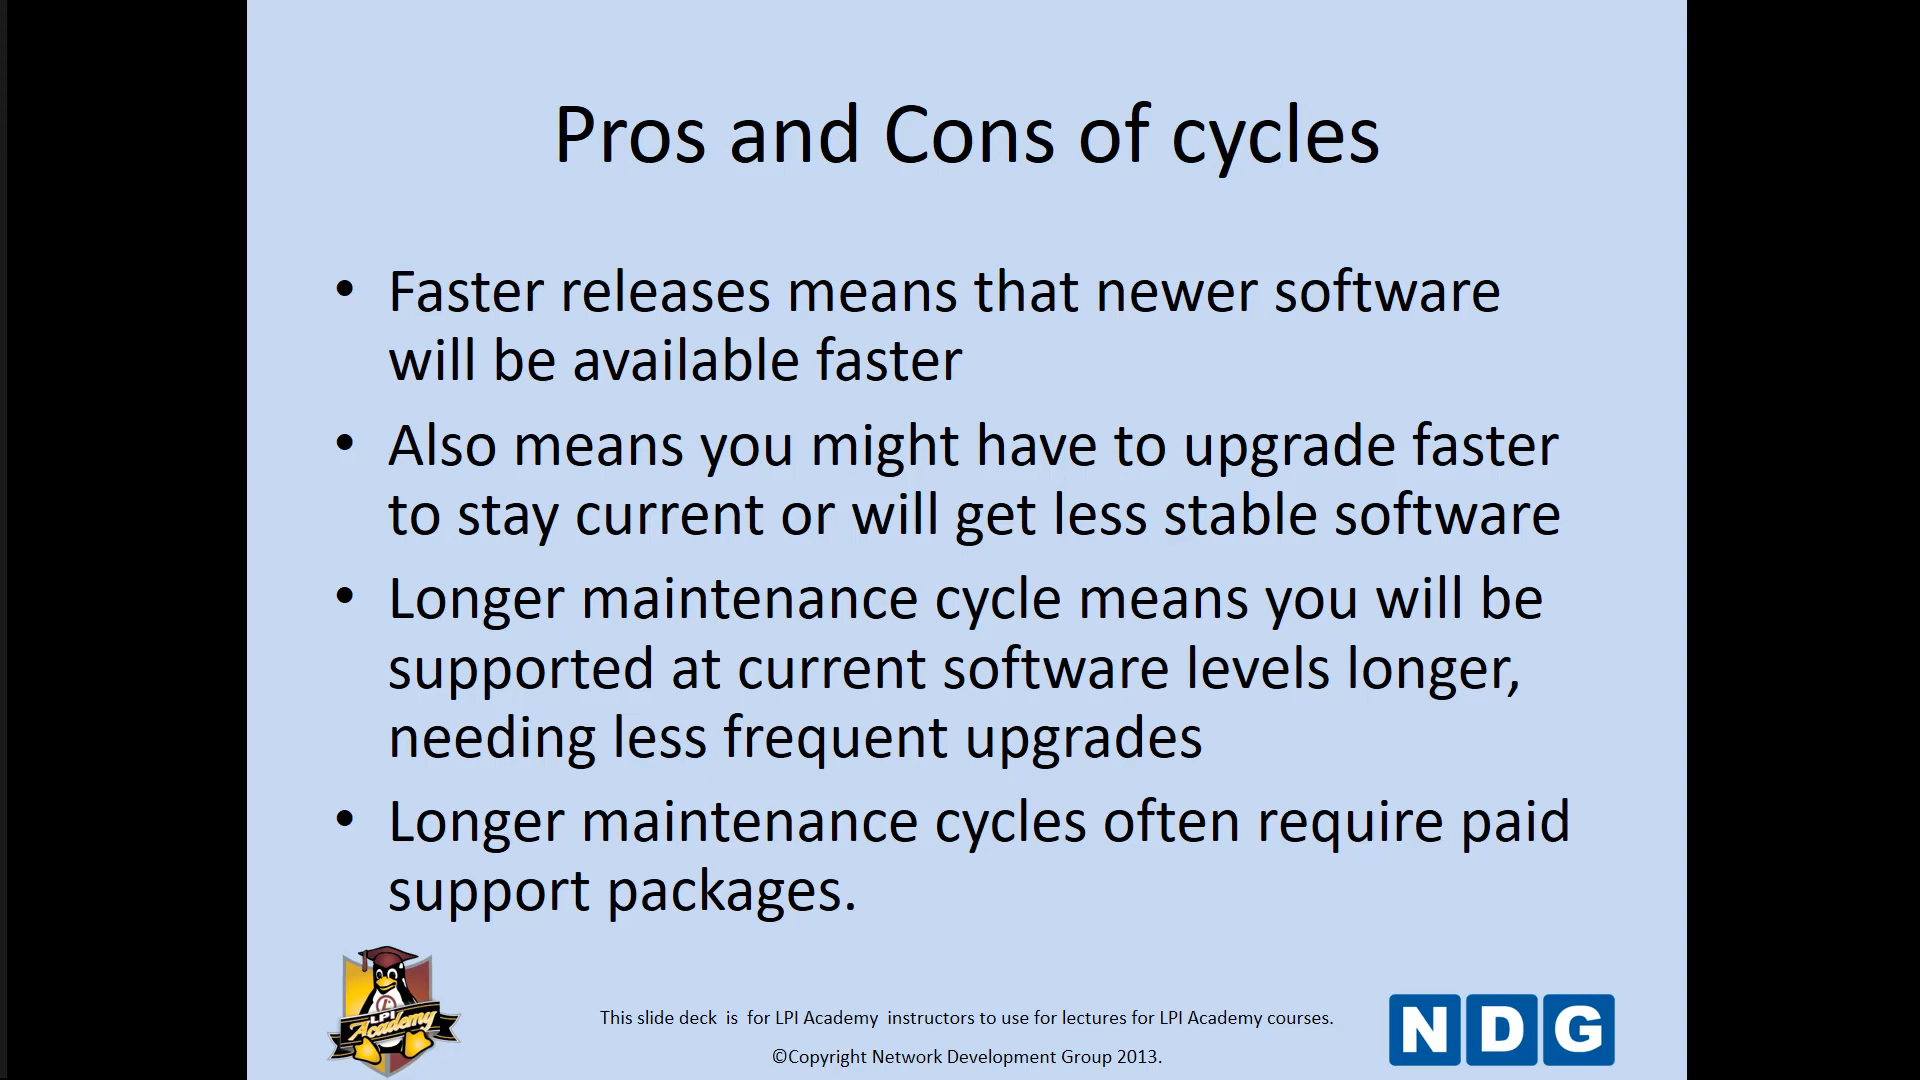 Pros and Cons of cycles
• Faster releases means that newer software
will be available faster
• Also means you might have to upgrade faster
to stay current or will get less stable software
• Longer maintenance cycle means you will be
supported at current software levels longer,
needing less frequent upgrades
• Longer maintenance cycles often require paid
support packages.
LPI
Academy
This slide deck is for LPI Academy instructors to use for lectures for LPI Academy courses.
©Copyright Network Development Group 2013.
NDG